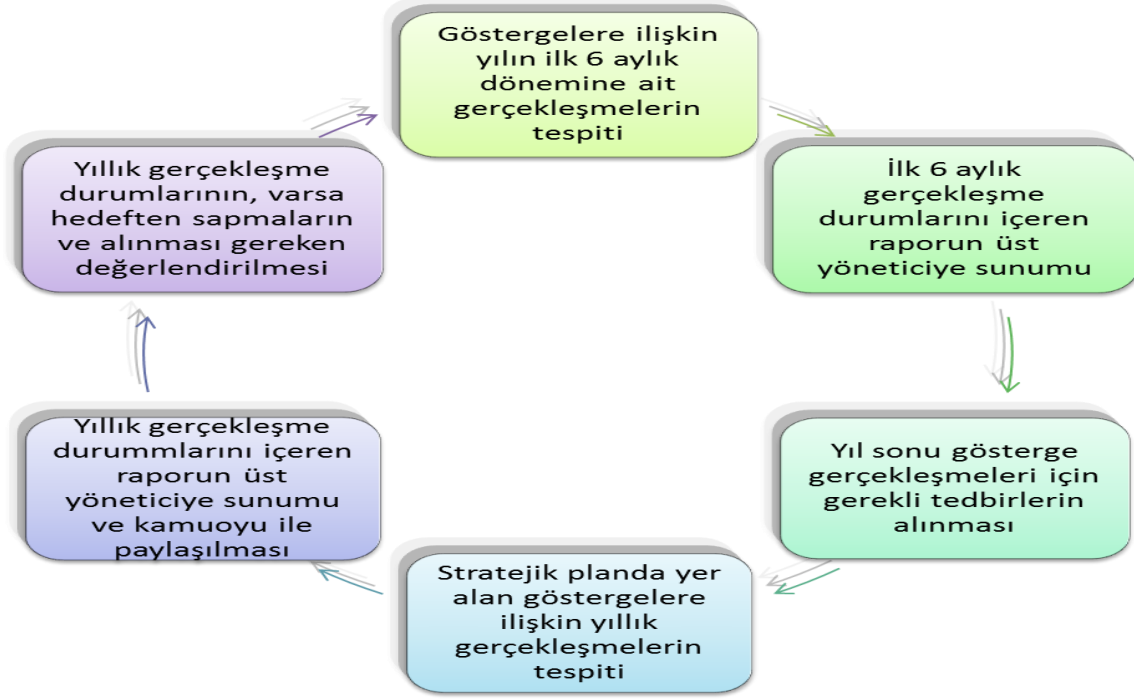 Göstergelere ilişkin
yılın ilk 6 aylık
dönemine ait
gerçekleşmelerin
tespiti
İlk 6 aylık
gerçekleşme
durumlarını içeren
raporun üst
yöneticiye sunumu
Yıl sonu gösterge
gerçekleşmeleri için
gerekli tedbirlerin
alınması
Stratejik planda yer
alan göstergelere
ilişkin yıllık
gerçekleşmelerin
tespiti
Yıllık gerçekleşme
durummlarını içeren
raporun üst
yöneticiye sunumu
ve kamuoyu ile
paylaşılması
Yıllık gerçekleşme
durumlarının, varsa
hedeften sapmaların
ve alınması gereken
değerlendirilmesi